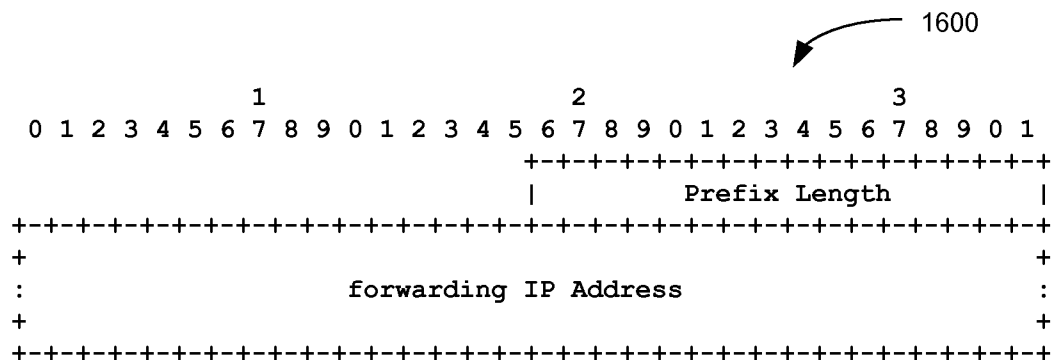 1600
                1                   2                   3
  0 1 2 3 4 5 6 7 8 9 0 1 2 3 4 5 6 7 8 9 0 1 2 3 4 5 6 7 8 9 0 1
                                 +-+-+-+-+-+-+-+-+-+-+-+-+-+-+-+-+
                                 |         Prefix Length         |
 +-+-+-+-+-+-+-+-+-+-+-+-+-+-+-+-+-+-+-+-+-+-+-+-+-+-+-+-+-+-+-+-+
 +                                                               +
 :                    forwarding IP Address                      :
 +                                                               +
 +-+-+-+-+-+-+-+-+-+-+-+-+-+-+-+-+-+-+-+-+-+-+-+-+-+-+-+-+-+-+-+-+